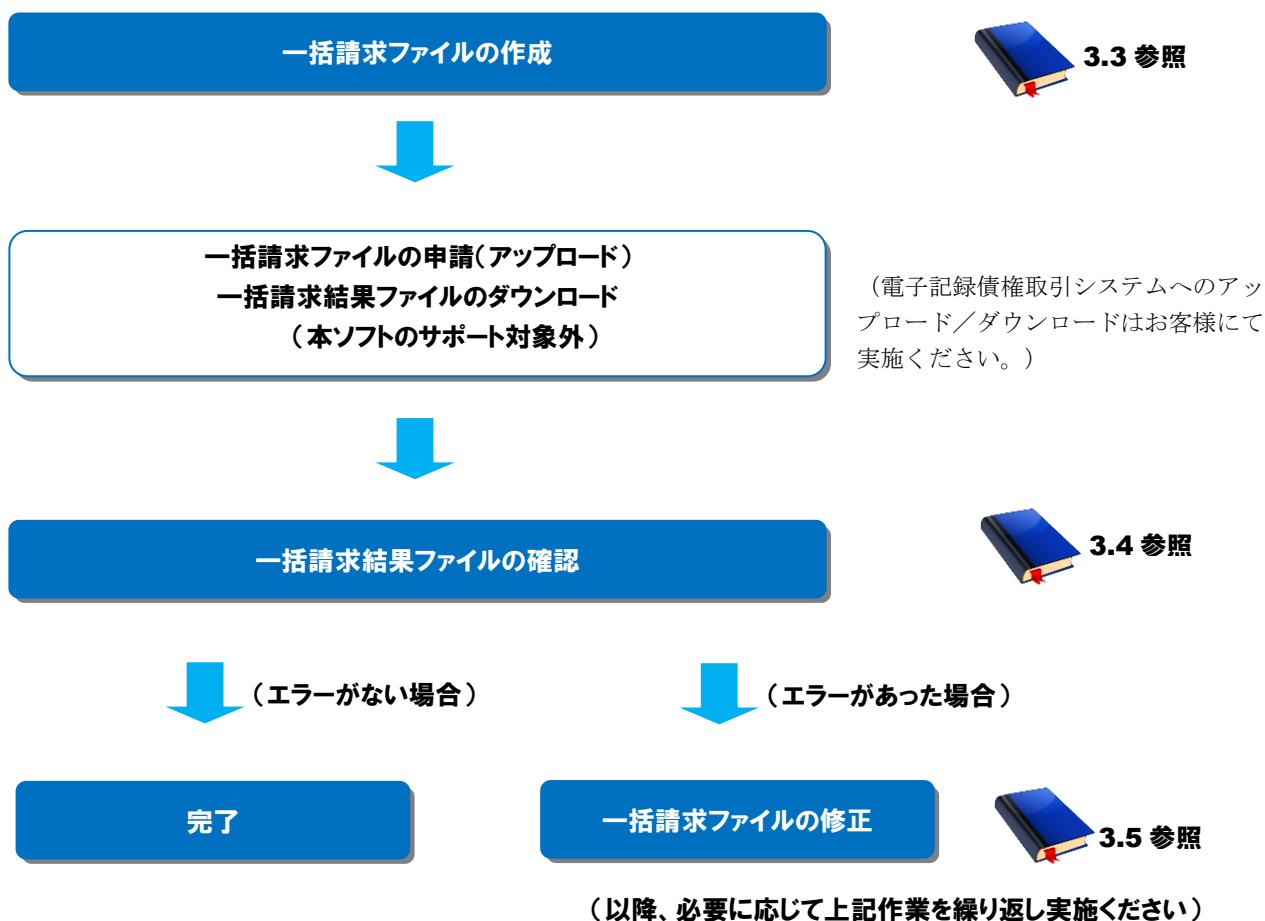 一括請求ファイルの作成
3.3 参照
一括請求ファイルの申請（アップロード）
一括請求結果ファイルのダウンロード
（本ソフトのサポート対象外）
（電子記録債権取引システムへのアッ
プロード／ダウンロードはお客様にて
実施ください。）
一括請求結果ファイルの確認
3.4 参照
（エラーがない場合）
（エラーがあった場合）
完了
一括請求ファイルの修正
3.5 参照
（以降、必要に応じて上記作業を繰り返し実施ください）